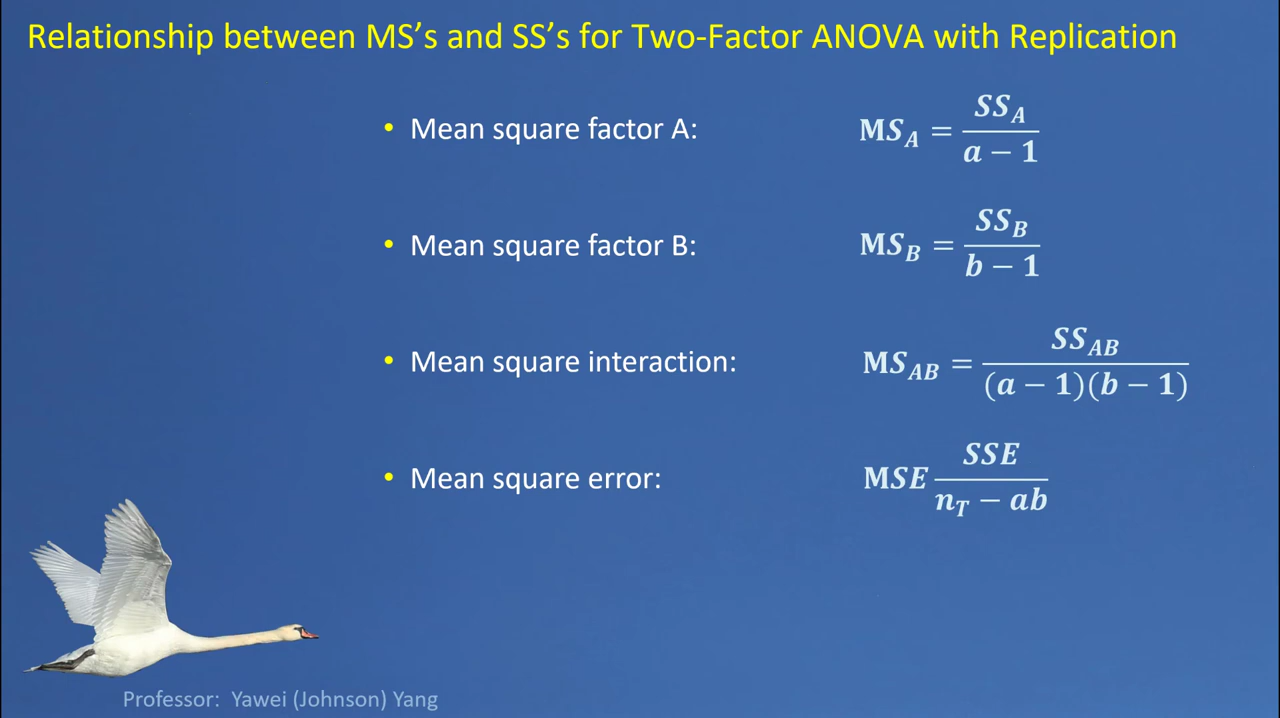 Relationship between MS’s and SS’s for Two-Factor ANOVA with Replication
• Mean square factor A: MS_A = SS_A / (a − 1)
• Mean square factor B: MS_B = SS_B / (b − 1)
• Mean square interaction: MS_AB = SS_AB / (a − 1)(b − 1)
• Mean square error: MSE SSE / (n_T − ab)
Professor: Yawei (Johnson) Yang